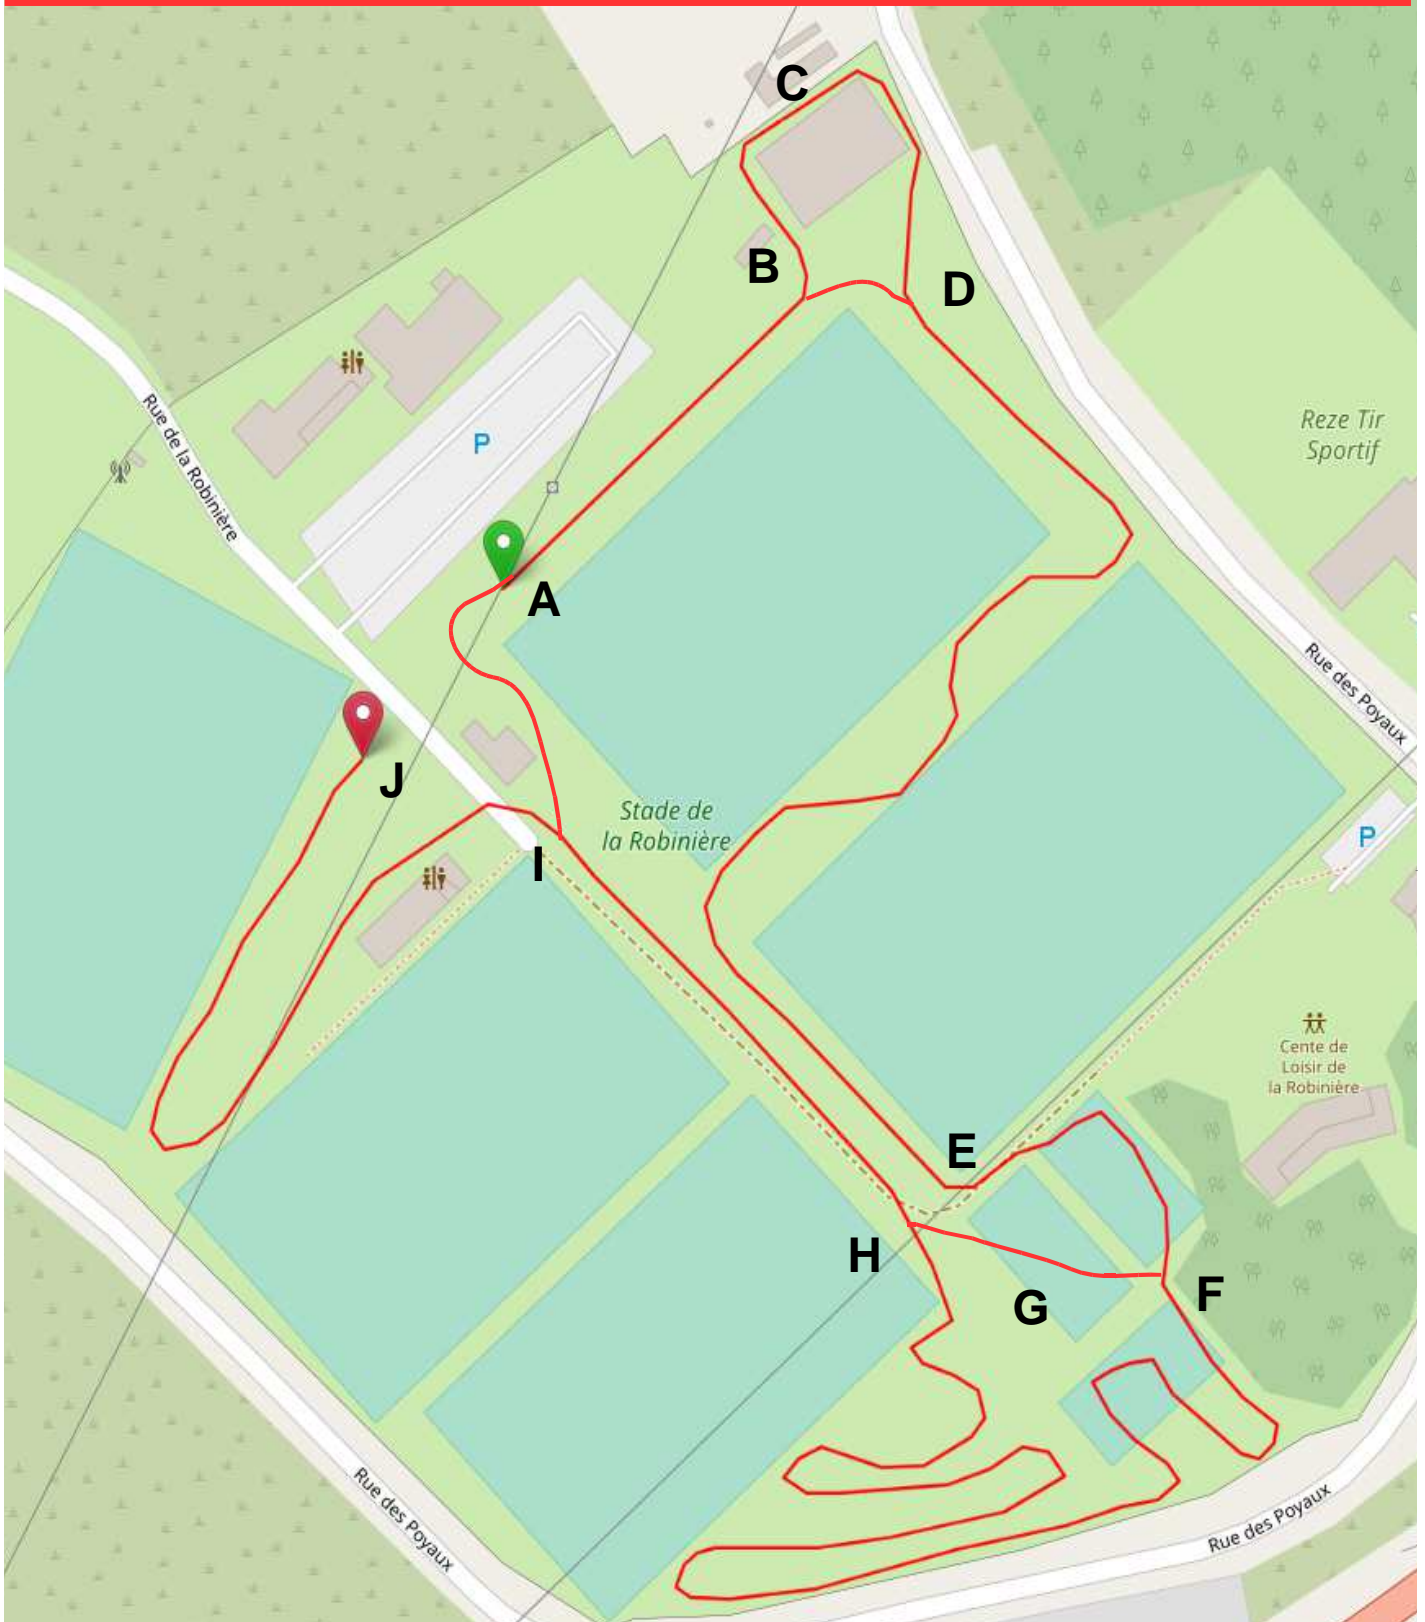 C
B
D
Rue de la Robinière
P
Reze Tir
Sportif
A
Rue des Poyaux
J
Stade de
la Robinière
P
I
Cente de
Loisir de
la Robinière
E
H
F
G
Rue des Poyaux
Rue des Poyaux